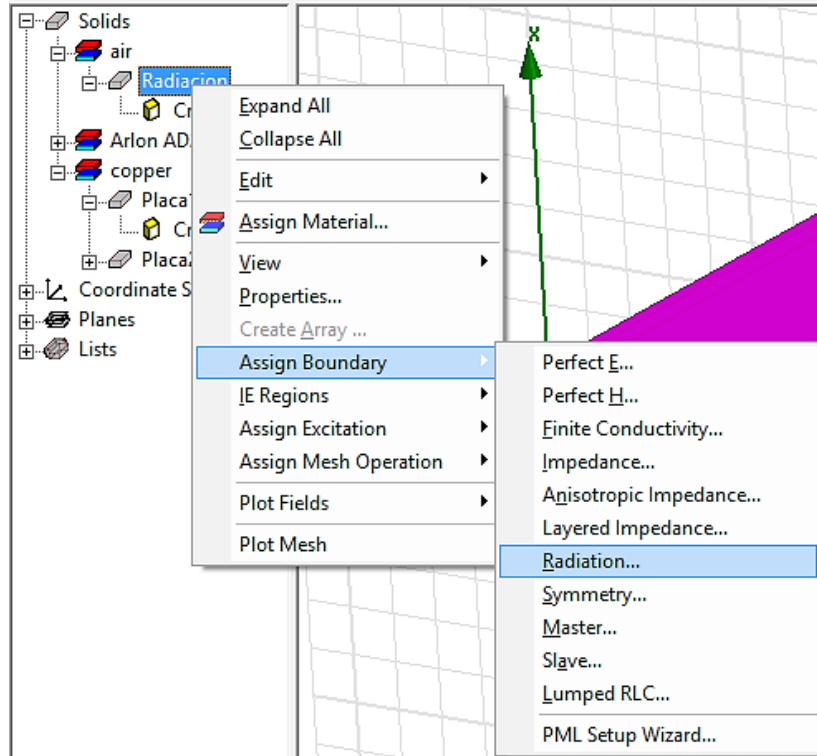 Solids
air
Radiacion
Cr
Arlon AD
copper
Placa
Cr
Placa2
Coordinate S
Planes
Lists
Expand All
Collapse All
Edit
Assign Material...
View
Properties...
Create Array ...
Assign Boundary
IE Regions
Assign Excitation
Assign Mesh Operation
Plot Fields
Plot Mesh
x
Perfect E...
Perfect H...
Finite Conductivity...
Impedance...
Anisotropic Impedance...
Layered Impedance...
Radiation...
Symmetry...
Master...
Slave...
Lumped RLC...
PML Setup Wizard...